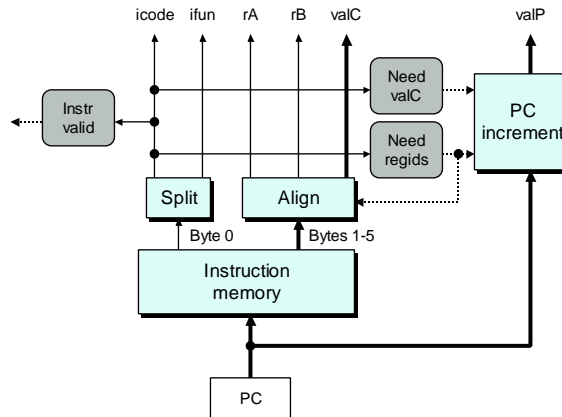 icode ifun rA rB valC valP
Need
valC
Instr
valid
PC
increment
Need
regids
Split
Align
Byte 0
Bytes 1-5
Instruction
memory
PC